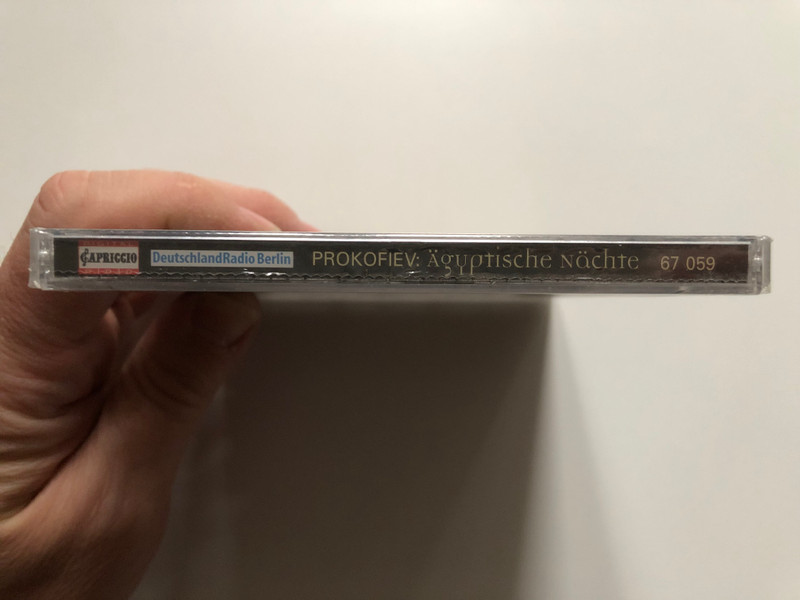 CAPRICCIO DeutschlandRadio Berlin PROKOFIEV: Ägyptische Nächte 67 059